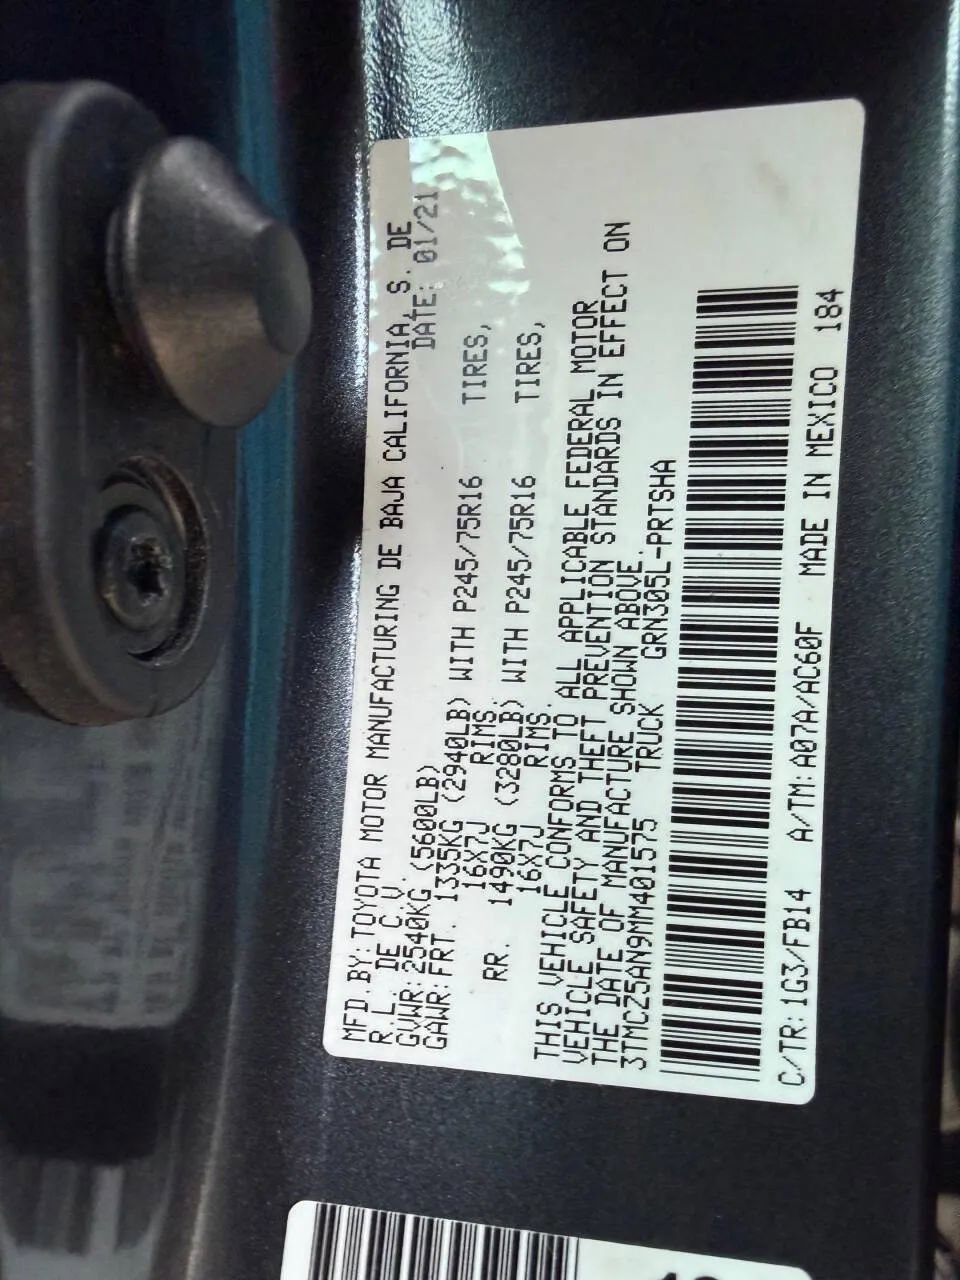 MFD BY:TOYOTA MOTOR MANUFACTURING DE BAJA CALIFORNIA, S. DE
R.L. DE C.V. DATE: 01/21
GVWR:2540KG (5600LB)
GAWR:FRT. 1335KG (2940LB) WITH P245/75R16 TIRES,
16X7J RIMS.
RR. 1490KG (3280LB) WITH P245/75R16 TIRES,
16X7J RIMS.
THIS VEHICLE CONFORMS TO ALL APPLICABLE FEDERAL MOTOR
VEHICLE SAFETY AND THEFT PREVENTION STANDARDS IN EFFECT ON
THE DATE OF MANUFACTURE SHOWN ABOVE.
3TMCZ5AN9MM401575 TRUCK GRN305L-PRTSHA
C/TR:1G3/FB14 A/TM:A07A/AC60F MADE IN MEXICO 184